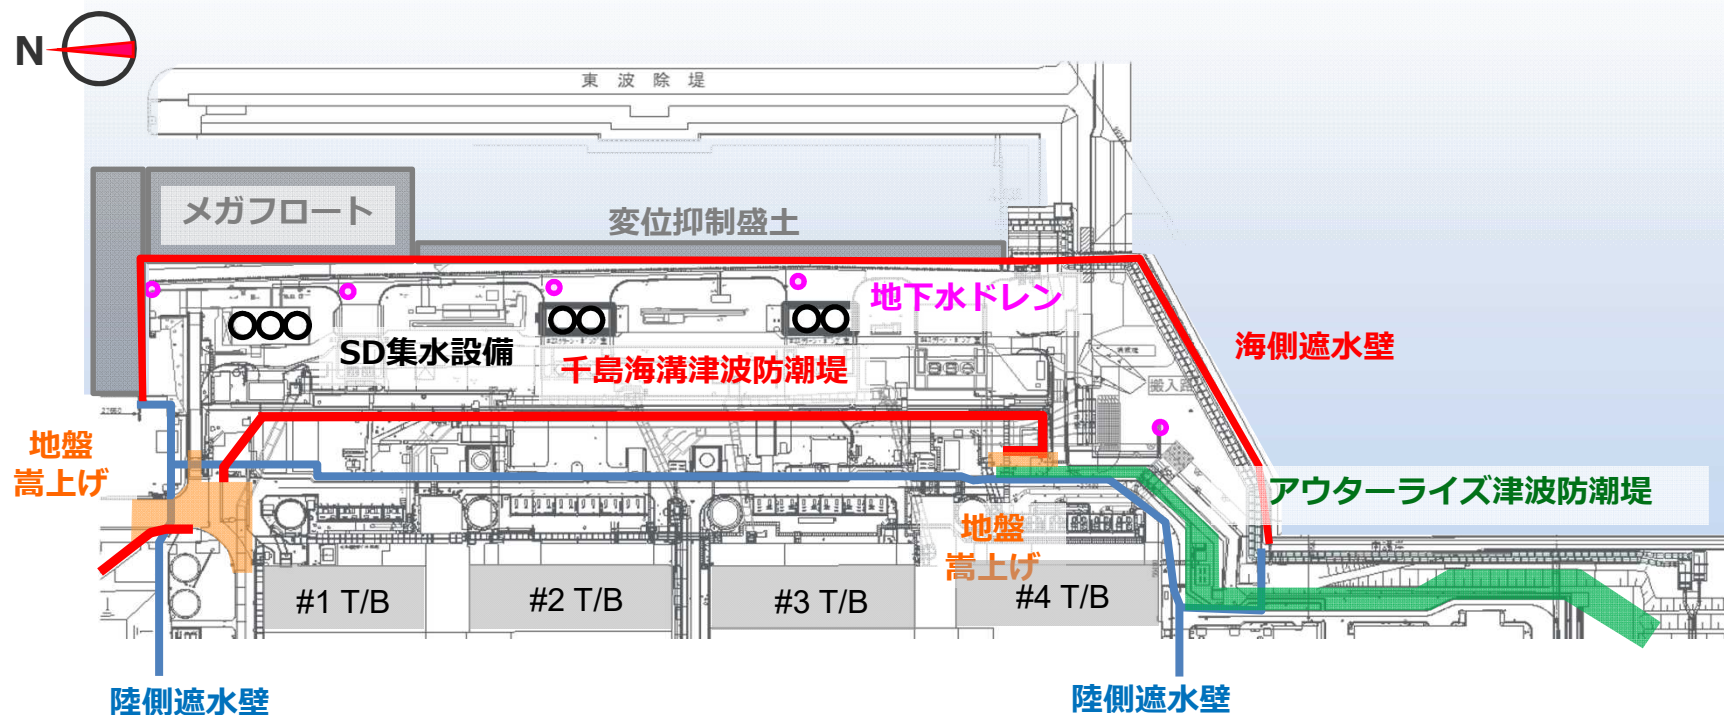 N
東波除堤
メガフロート
変位抑制盛土
地下水ドレン
SD集水設備
千島海溝津波防潮堤
海側遮水壁
搬入路
地盤
嵩上げ
アウターライズ津波防潮堤
地盤
嵩上げ
#1 T/B
#2 T/B
#3 T/B
#4 T/B
陸側遮水壁
陸側遮水壁